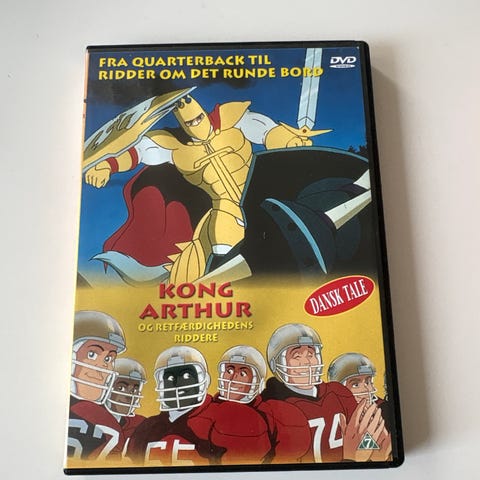 FRA QUARTERBACK TIL
RIDDER OM DET RUNDE BORD
DVD
KONG
ARTHUR
OG RETFÆRDIGHEDENS
RIDDERE
DANSK TALE
67
65
74
7